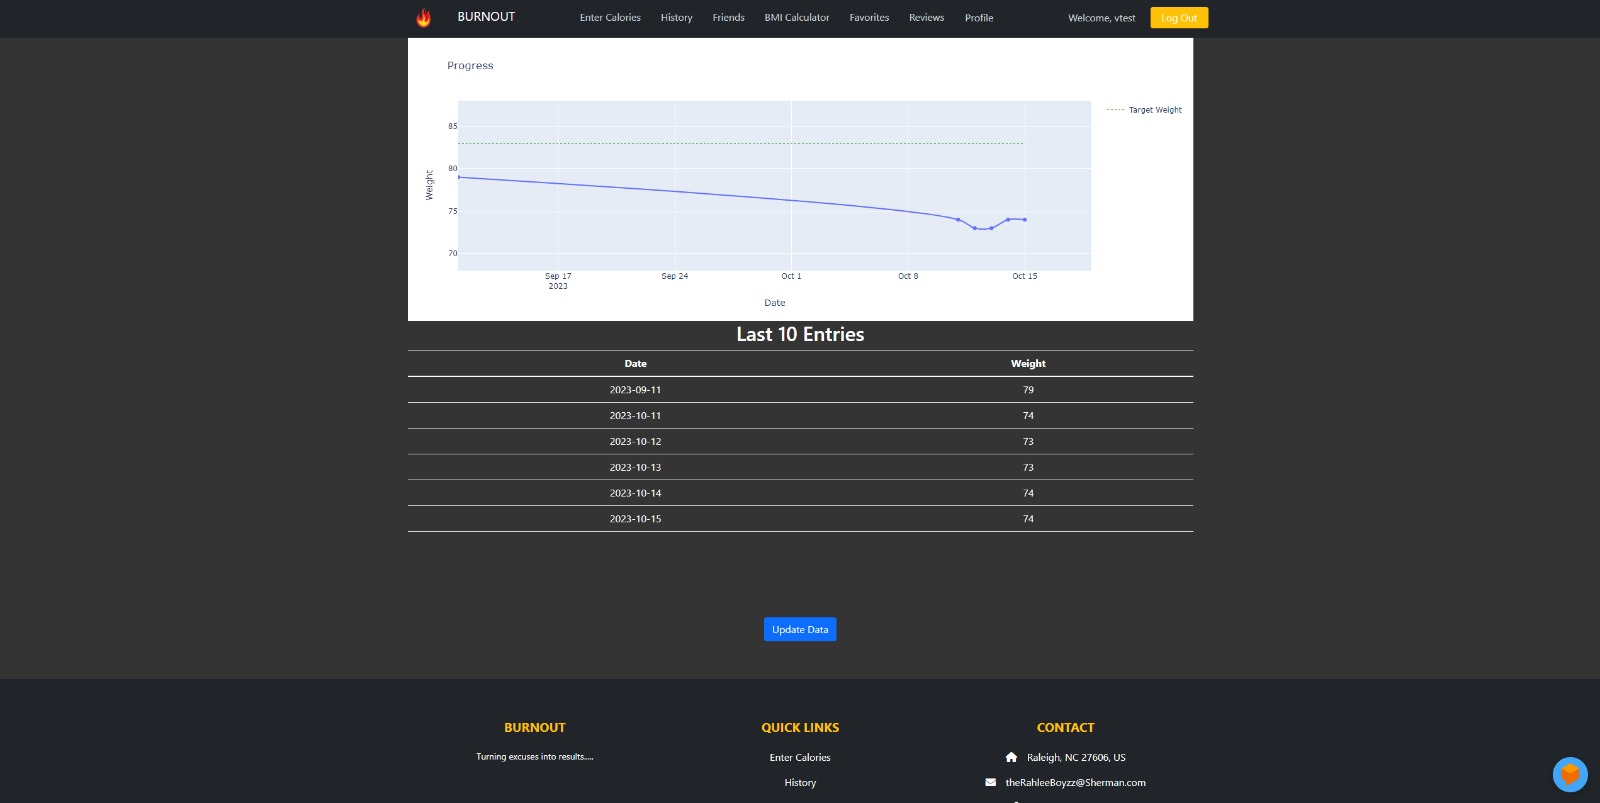 BURNOUT Enter Calories History Friends BMI Calculator Favorites Reviews Profile Welcome, vtest Log Out
Progress
Target Weight
85
80
75
70
Weight
Sep 17 Sep 24 Oct 1 Oct 8 Oct 15
2023
Date
Last 10 Entries
Date Weight
2023-09-11 79
2023-10-11 74
2023-10-12 73
2023-10-13 73
2023-10-14 74
2023-10-15 74
Update Data
BURNOUT QUICK LINKS CONTACT
Turning excuses into results..... Enter Calories Raleigh, NC 27606, US
History theRahleeBoyzz@Sherman.com